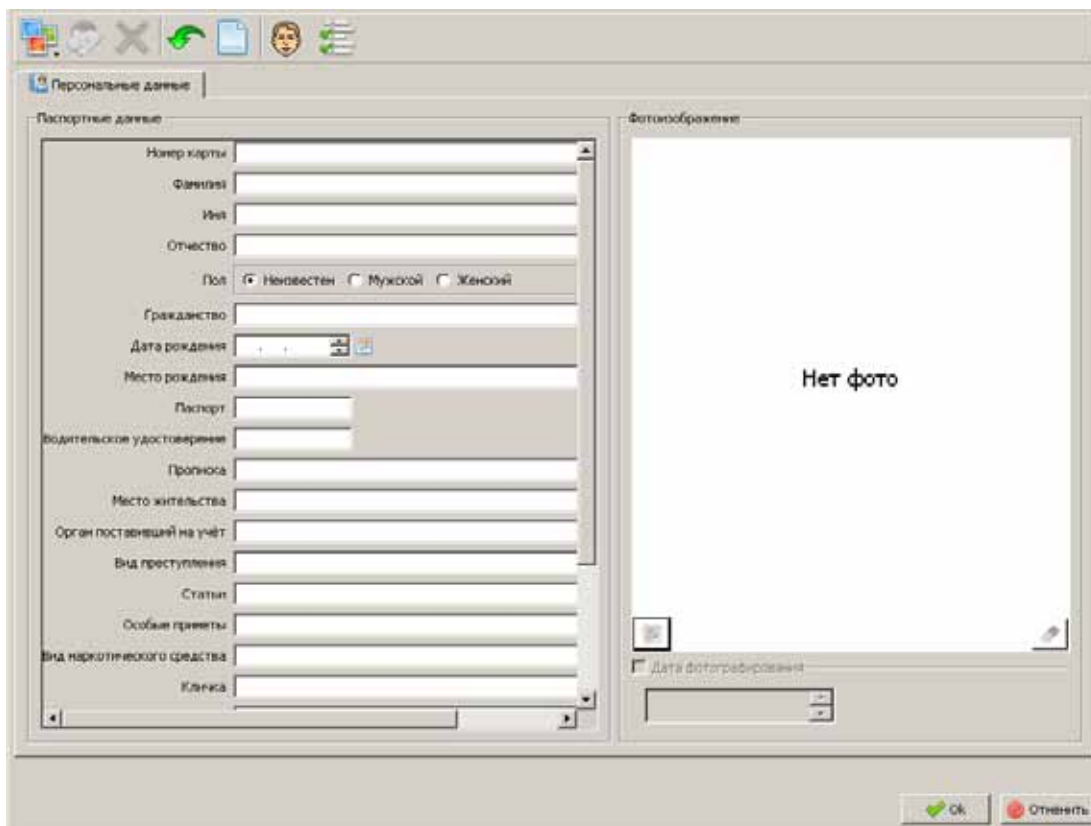 Персональные данные
Паспортные данные
Номер карты
Фамилия
Имя
Отчество
Пол Неизвестен Мужской Женский
Гражданство
Дата рождения . .
Место рождения
Паспорт
Водительское удостоверение
Прописка
Место жительства
Орган поставивший на учёт
Вид преступления
Статьи
Особые приметы
Вид наркотического средства
Кличка
Фотоизображение
Нет фото
Дата фотографирования
Ok Отменить